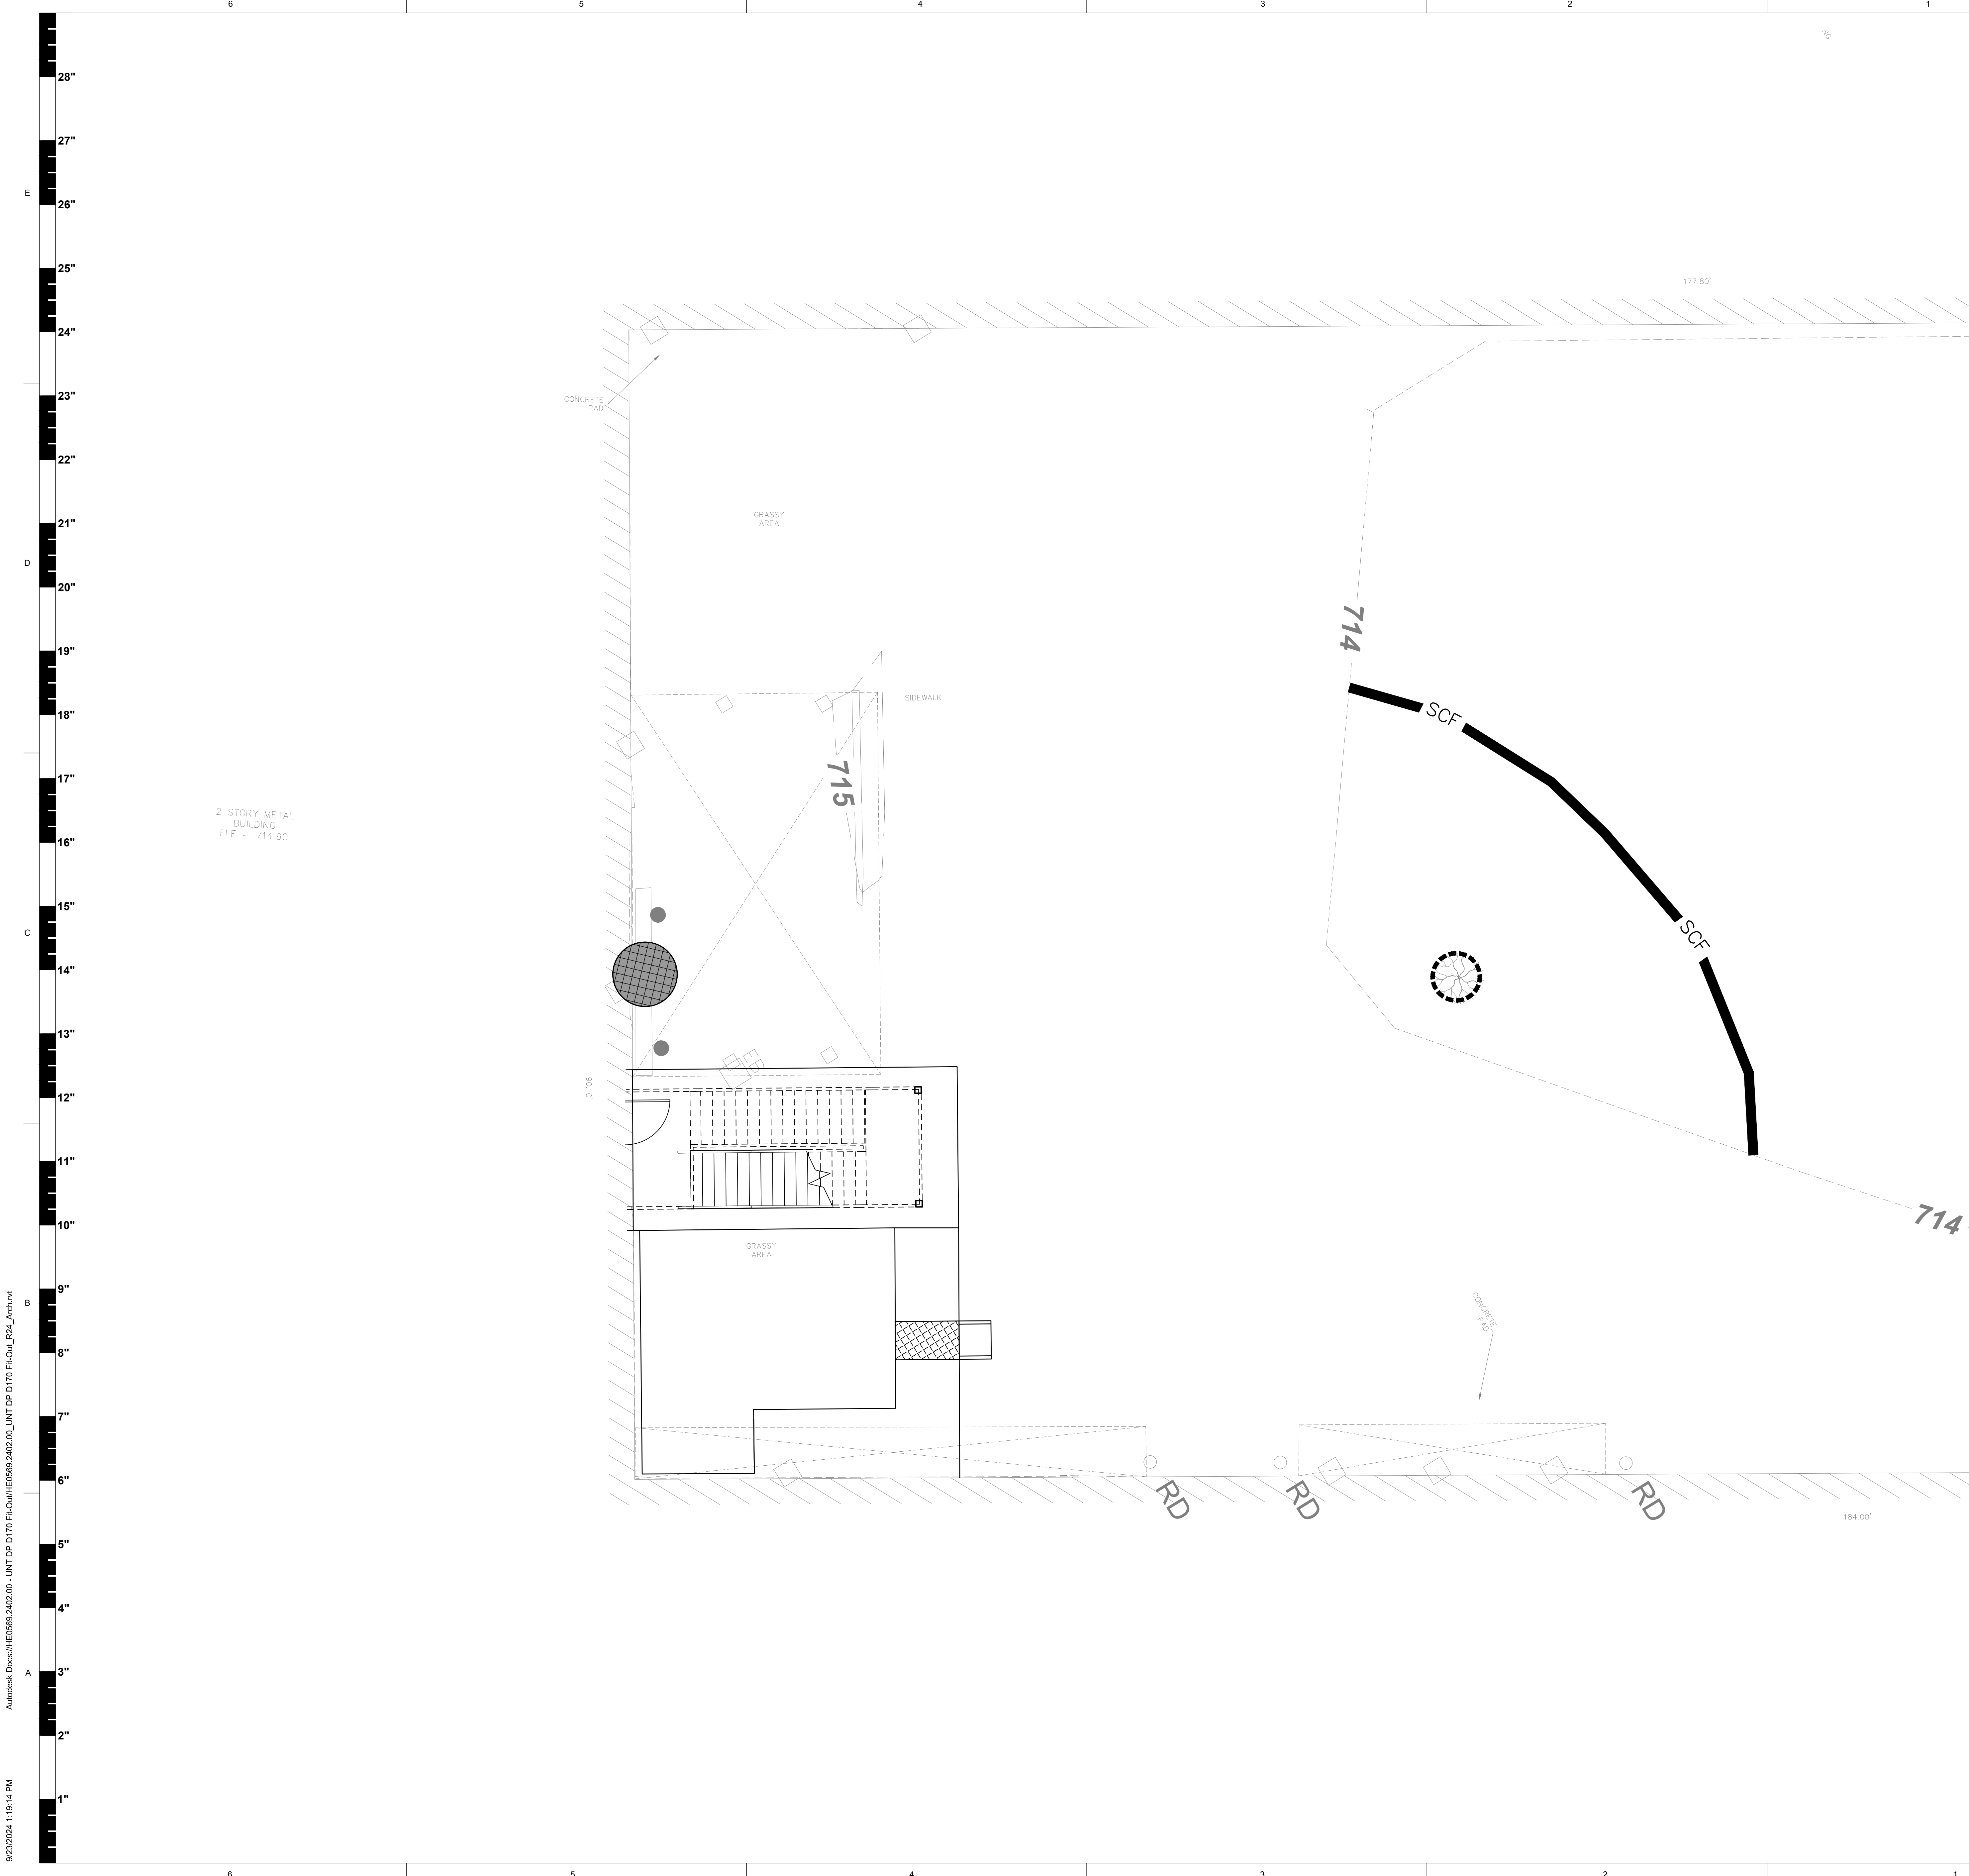 6
5
4
3
2
1
28"
27"
E
26"
25"
177.80'
24"
CONCRETE
PAD
23"
22"
GRASSY
AREA
21"
D
20"
714
19"
SIDEWALK
18"
SCF
17"
715
2 STORY METAL
BUILDING
FFE = 714.90
16"
15"
C
SCF
14"
13"
EB
90.10'
12"
11"
10"
714
GRASSY
AREA
9"
B
CONCRETE
PAD
8"
7"
6"
RD
RD
RD
184.00'
5"
4"
A
3"
2"
1"
Autodesk Docs://HE0569.2402.00 - UNT DP D170 Fit-Out/HE0569.2402.00_UNT DP D170 Fit-Out_R24_Arch.rvt
9/23/2024 1:19:14 PM
6
5
4
3
2
1